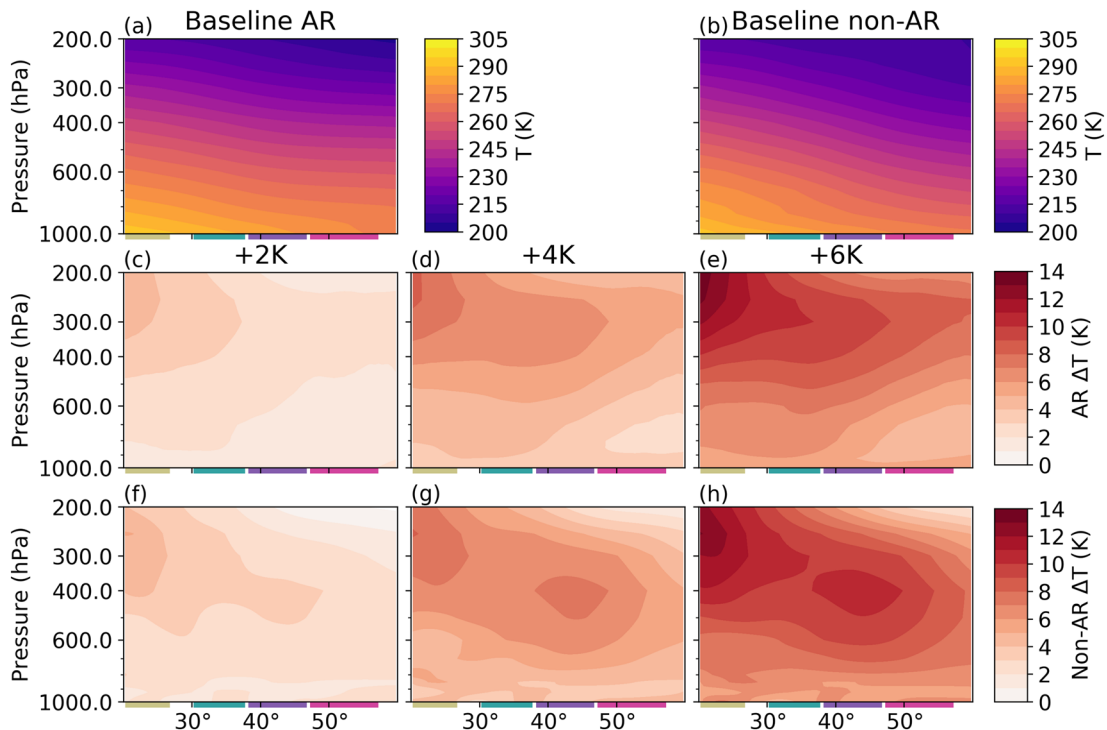 (a) Baseline AR
(b) Baseline non-AR
Pressure (hPa)
200.0
300.0
400.0
600.0
1000.0
305
290
275
260
245
230
215
200
T (K)
305
290
275
260
245
230
215
200
T (K)
(c) +2K
(d) +4K
(e) +6K
Pressure (hPa)
200.0
300.0
400.0
600.0
1000.0
14
12
10
8
6
4
2
0
AR ΔT (K)
(f)
(g)
(h)
Pressure (hPa)
200.0
300.0
400.0
600.0
1000.0
30° 40° 50°
30° 40° 50°
30° 40° 50°
14
12
10
8
6
4
2
0
Non-AR ΔT (K)